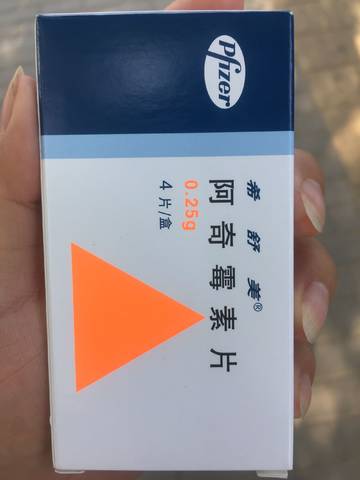 Pfizer
希舒美®
阿奇霉素片
0.25g
4片/盒